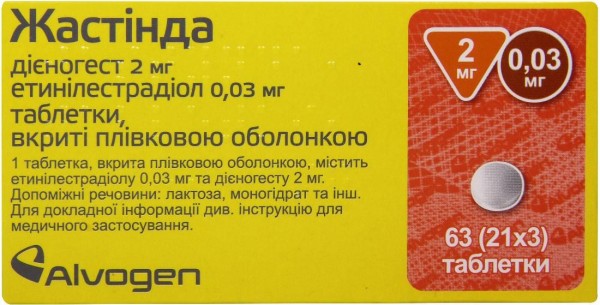 Жастінда
дієногест 2 мг
етинілестрадіол 0,03 мг
таблетки,
вкриті плівковою оболонкою
1 таблетка, вкрита плівковою оболонкою, містить
етинілестрадіолу 0,03 мг та дієногесту 2 мг.
Допоміжні речовини: лактоза, моногідрат та інш.
Для докладної інформації див. інструкцію для
медичного застосування.
Alvogen
2
мг
0,03
мг
63 (21x3)
таблетки